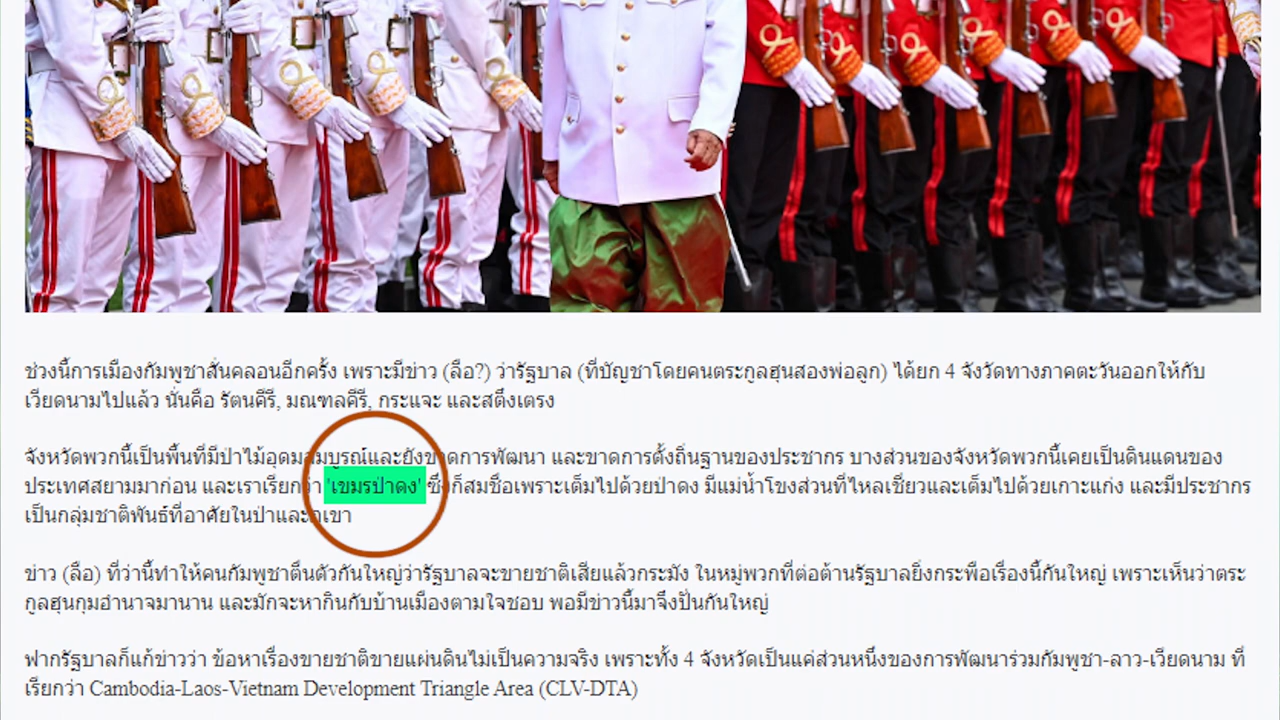 ช่วงนี้การเมืองกัมพูชาสั่นคลอนอีกครั้ง เพราะมีข่าว (ลือ?) ว่ารัฐบาล (ที่บัญชาโดยคนตระกูลฮุนสองพ่อลูก) ได้ยก 4 จังวัดทางภาคตะวันออกให้กับ
เวียดนามไปแล้ว นั่นคือ รัตนคีรี, มณฑลคีรี, กระแจะ และสตึงเตรง
จังหวัดพวกนี้เป็นพื้นที่มีป่าไม้อุดมสมบูรณ์และยังขาดการพัฒนา และขาดการตั้งถิ่นฐานของประชากร บางส่วนของจังหวัดพวกนี้เคยเป็นดินแดนของ
ประเทศสยามมาก่อน และเราเรียกว่า 'เขมรป่าดง' ซึ่งก็สมชื่อเพราะเต็มไปด้วยป่าดง มีแม่น้ำโขงส่วนที่ไหลเชี่ยวและเต็มไปด้วยเกาะแก่ง และมีประชากร
เป็นกลุ่มชาติพันธ์ที่อาศัยในป่าและภูเขา
ข่าว (ลือ) ที่ว่านี้ทำให้คนกัมพูชาตื่นตัวกันใหญ่ว่ารัฐบาลจะขายชาติเสียแล้วกระมัง ในหมู่พวกที่ต่อต้านรัฐบาลยิ่งกระพือเรื่องนี้กันใหญ่ เพราะเห็นว่าตระ
กูลฮุนกุมอำนาจมานาน และมักจะหากินกับบ้านเมืองตามใจชอบ พอมีข่าวนี้มาจึงปั่นกันใหญ่
ฟากรัฐบาลก็แก้ข่าวว่า ข้อหาเรื่องขายชาติขายแผ่นดินไม่เป็นความจริง เพราะทั้ง 4 จังหวัดเป็นแค่ส่วนหนึ่งของการพัฒนาร่วมกัมพูชา-ลาว-เวียดนาม ที่
เรียกว่า Cambodia-Laos-Vietnam Development Triangle Area (CLV-DTA)